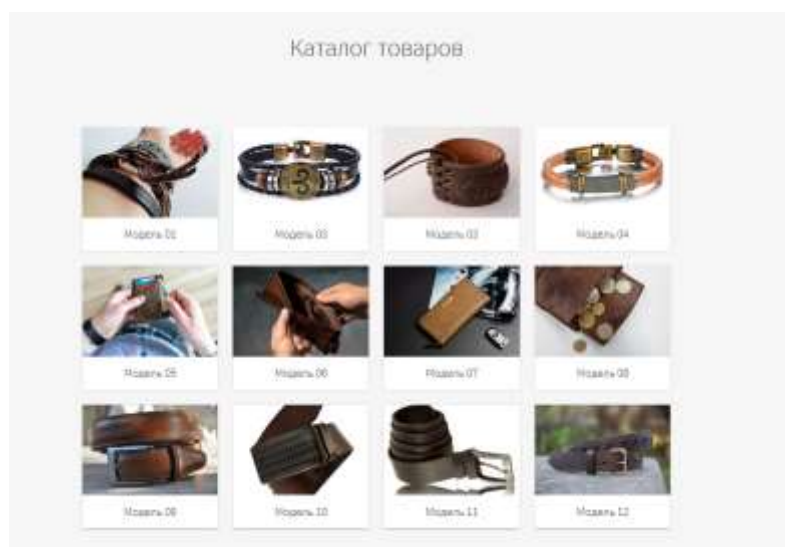 Каталог товаров
Модель 01
Модель 02
Модель 03
Модель 04
Модель 05
Модель 06
Модель 07
Модель 08
Модель 09
Модель 10
Модель 11
Модель 12